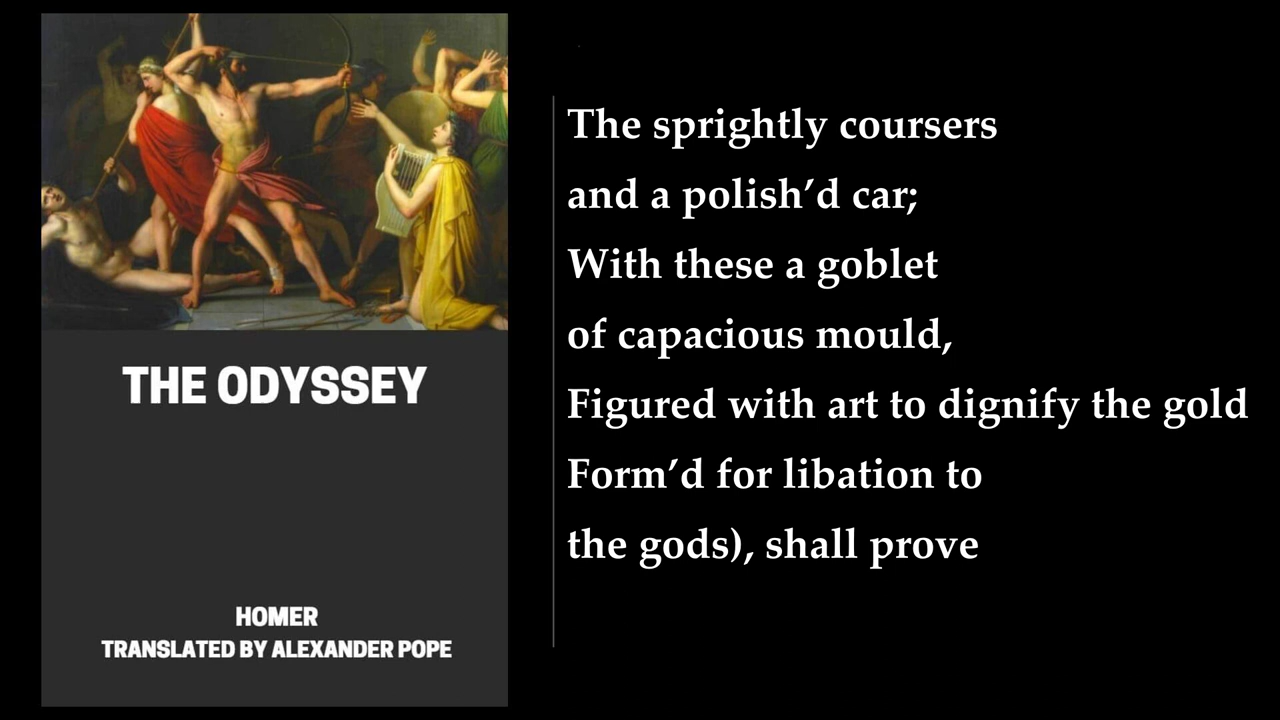 THE ODYSSEY
HOMER
TRANSLATED BY ALEXANDER POPE
The sprightly coursers
and a polish’d car;
With these a goblet
of capacious mould,
Figured with art to dignify the gold
Form’d for libation to
the gods), shall prove